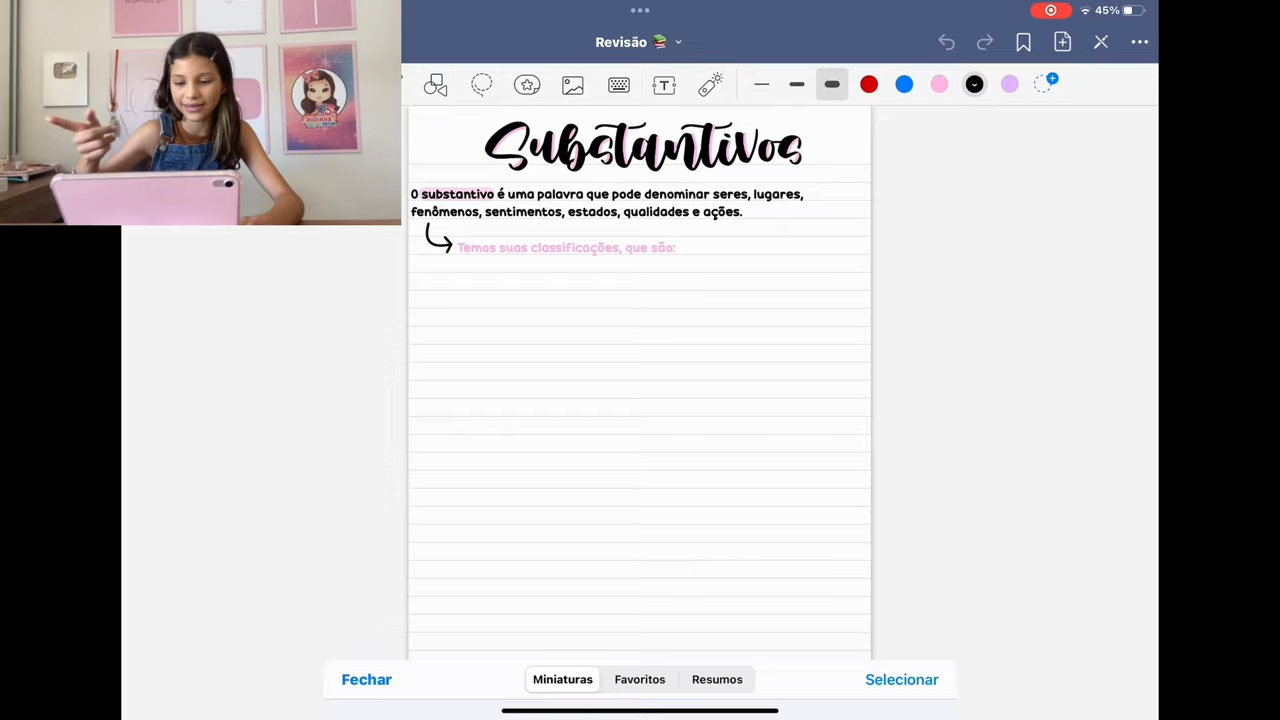 45%
Revisão 📚
T
Substantivos
O substantivo é uma palavra que pode denominar seres, lugares,
fenômenos, sentimentos, estados, qualidades e ações.
Temos suas classificações, que são:
Fechar
Miniaturas
Favoritos
Resumos
Selecionar